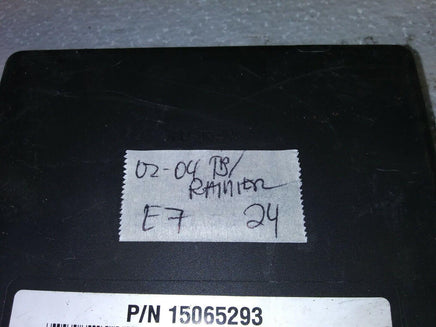 02-04 TB/
RAINIER
E7 24
P/N 15065293